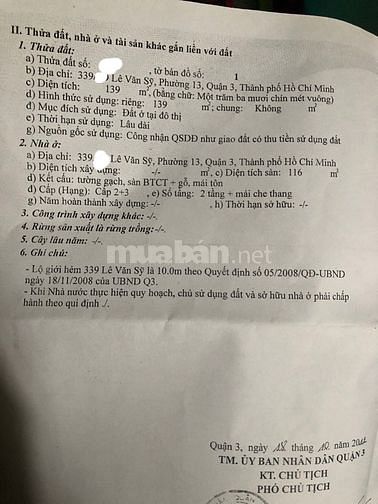 II. Thửa đất, nhà ở và tài sản khác gắn liền với đất
1. Thửa đất:
a) Thửa đất số: , tờ bản đồ số: 1
b) Địa chỉ: 339 Lê Văn Sỹ, Phường 13, Quận 3, Thành phố Hồ Chí Minh
c) Diện tích: 139 m², (bằng chữ: Một trăm ba mươi chín mét vuông)
d) Hình thức sử dụng: riêng: 139 m²; chung: Không m²
đ) Mục đích sử dụng: Đất ở tại đô thị
e) Thời hạn sử dụng: Lâu dài
g) Nguồn gốc sử dụng: Công nhận QSDĐ như giao đất có thu tiền sử dụng đất
2. Nhà ở:
a) Địa chỉ: 339 Lê Văn Sỹ, Phường 13, Quận 3, Thành phố Hồ Chí Minh
b) Diện tích xây dựng: -/- m², c) Diện tích sàn: 116 m²
d) Kết cấu: tường gạch, sàn BTCT + gỗ, mái tôn
đ) Cấp (Hạng): Cấp 2+3 , e) Số tầng: 2 tầng + mái che thang
g) Năm hoàn thành xây dựng: -/- , h) Thời hạn sở hữu: -/-
3. Công trình xây dựng khác: -/-
4. Rừng sản xuất là rừng trồng: -/-
5. Cây lâu năm: -/-
6. Ghi chú:
muaban.net
- Lộ giới hẻm 339 Lê Văn Sỹ là 10.0m theo Quyết định số 05/2008/QĐ-UBND
ngày 18/11/2008 của UBND Q3.
- Khi Nhà nước thực hiện quy hoạch, chủ sử dụng đất và sở hữu nhà ở phải chấp
hành theo qui định ./.
Quận 3, ngày 18 tháng 10 năm
TM. ỦY BAN NHÂN DÂN QUẬN 3
KT. CHỦ TỊCH
PHÓ CHỦ TỊCH